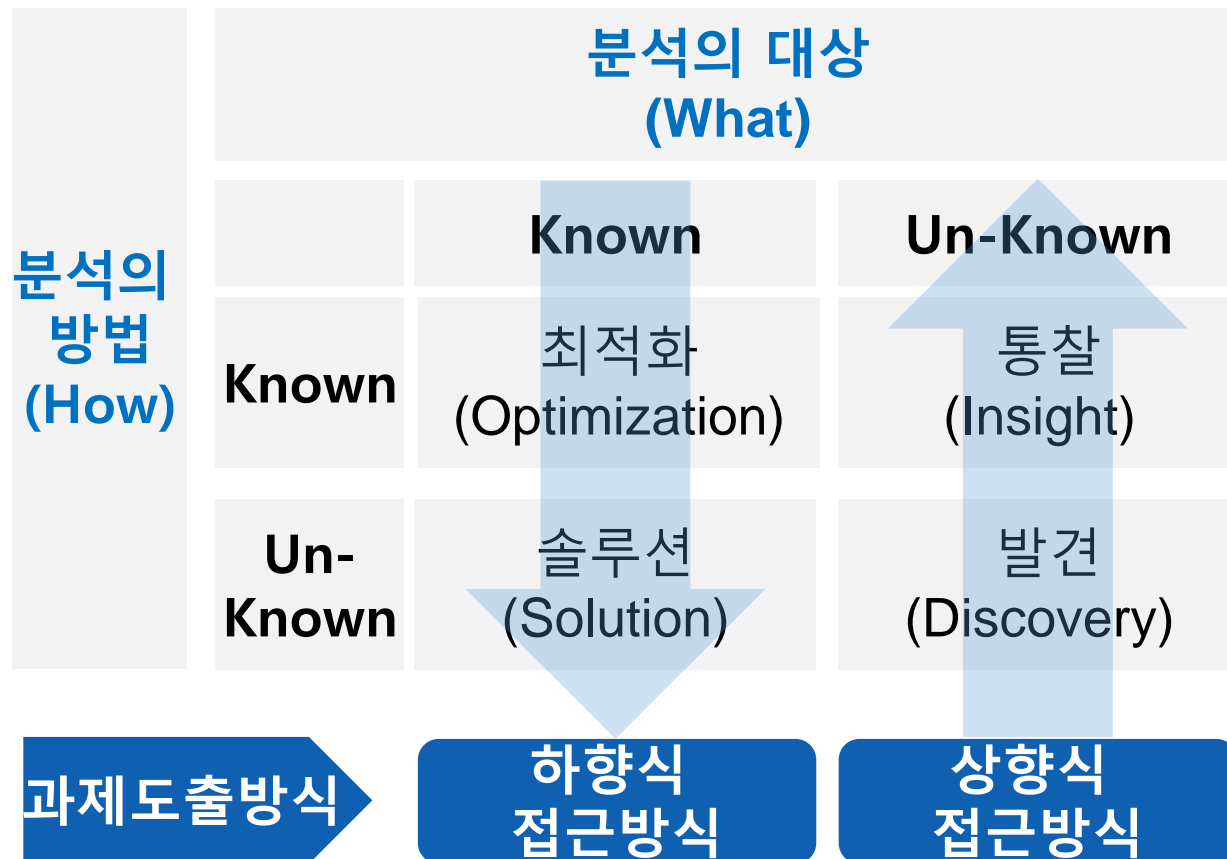 분석의 대상
(What)
분석의
방법
(How)
Known
Un-Known
Known
최적화
(Optimization)
통찰
(Insight)
Un-
Known
솔루션
(Solution)
발견
(Discovery)
과제도출방식
하향식
접근방식
상향식
접근방식